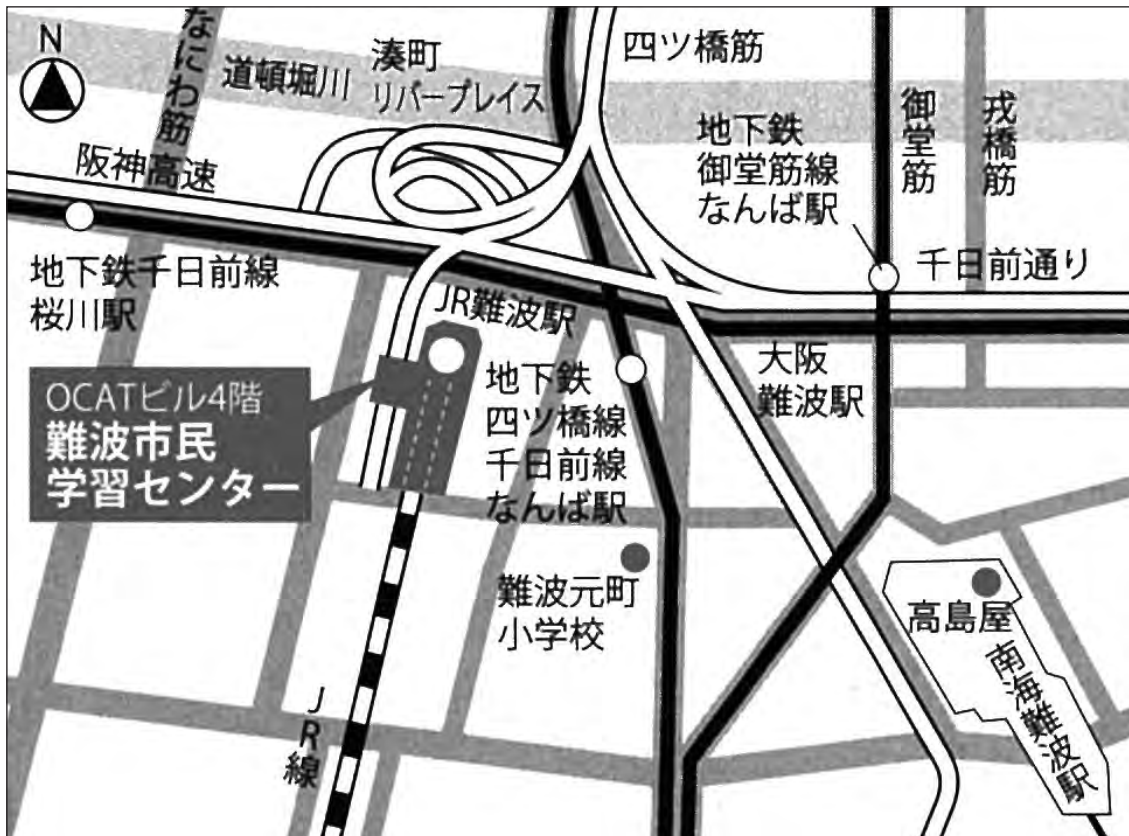 N
なにわ筋
道頓堀川
湊町
リバープレイス
四ツ橋筋
御堂筋
戎橋筋
地下鉄
御堂筋線
なんば駅
阪神高速
千日前通り
地下鉄千日前線
桜川駅
JR難波駅
大阪
難波駅
地下鉄
四ツ橋線
千日前線
なんば駅
OCATビル4階
難波市民
学習センター
難波元町
小学校
高島屋
南海難波駅
JR線